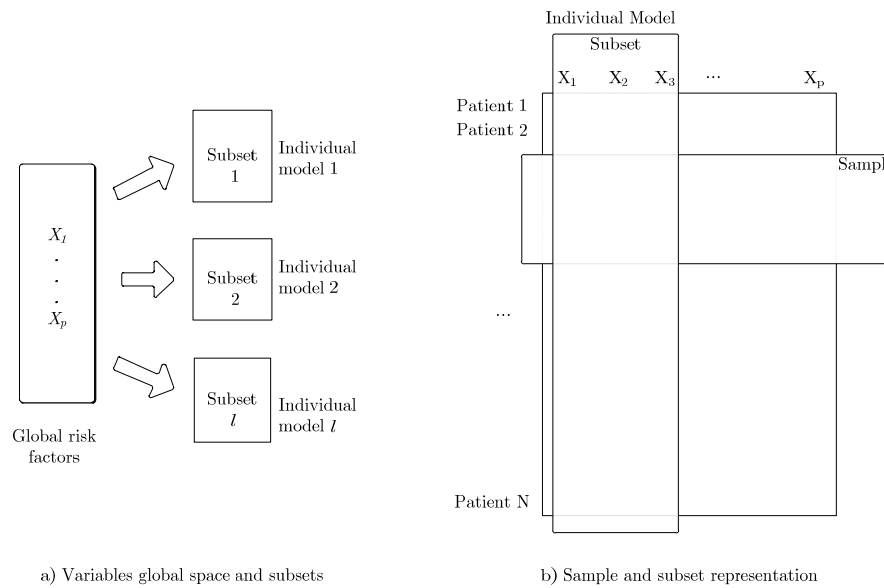 X1
.
.
.
Xp
Global risk
factors
Subset
1
Individual
model 1
Subset
2
Individual
model 2
Subset
l
Individual
model l
a) Variables global space and subsets
Individual Model
Subset
X1 X2 X3 ... Xp
Patient 1
Patient 2
Sampl
...
Patient N
b) Sample and subset representation